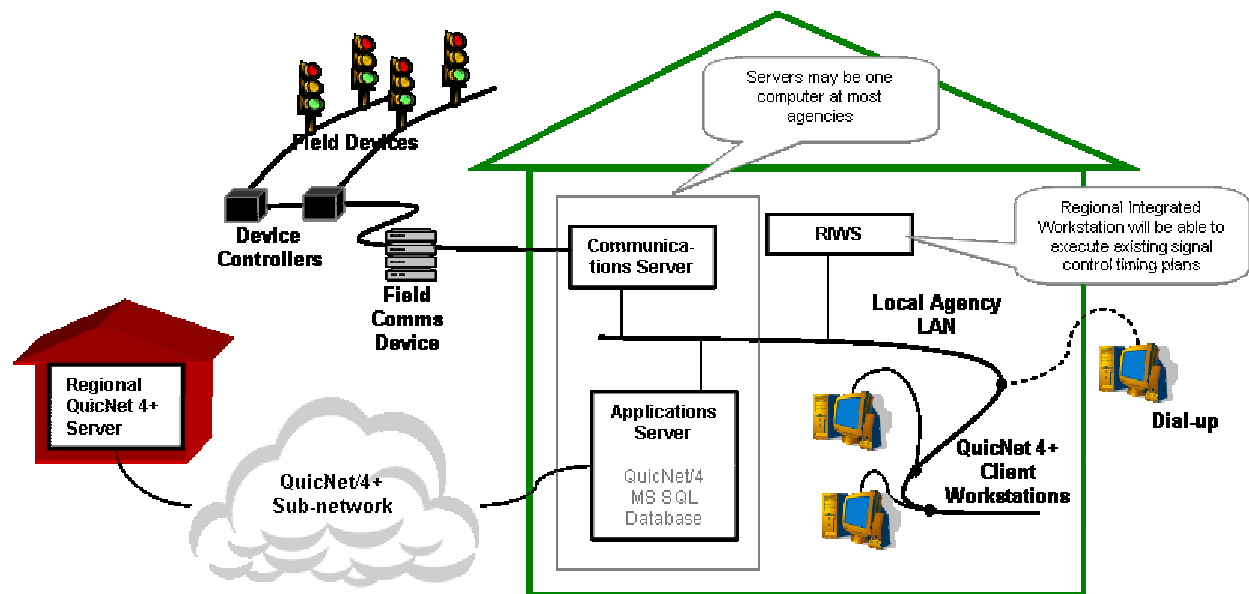 Servers may be one
computer at most
agencies
Field Devices
Device
Controllers
Field
Comms
Device
Communica-
tions Server
RIWS
Regional Integrated
Workstation will be able to
execute existing signal
control timing plans
Local Agency
LAN
Regional
QuicNet 4+
Server
QuicNet/4+
Sub-network
Applications
Server
QuicNet/4
MS SQL
Database
QuicNet 4+
Client
Workstations
Dial-up